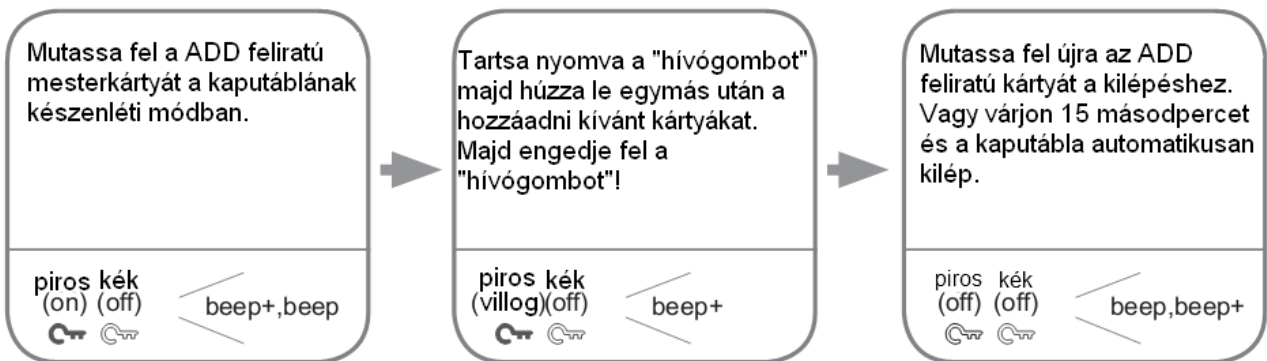 Mutassa fel a ADD feliratú
mesterkártyát a kaputáblának
készenléti módban.
piros kék
(on) (off)
beep+,beep
Tartsa nyomva a "hívógombot"
majd húzza le egymás után a
hozzáadni kívánt kártyákat.
Majd engedje fel a
"hívógombot"!
piros kék
(villog)(off)
beep+
Mutassa fel újra az ADD
feliratú kártyát a kilépéshez.
Vagy várjon 15 másodpercet
és a kaputábla automatikusan
kilép.
piros kék
(off) (off)
beep,beep+